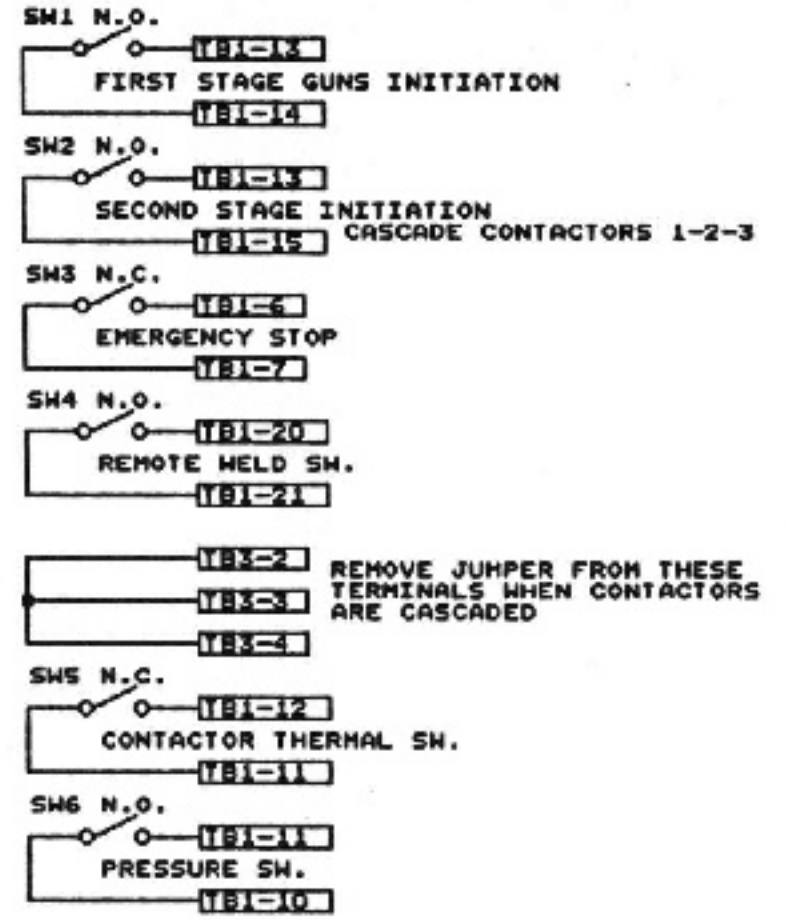 SW1 N.O.
TB1-13
FIRST STAGE GUNS INITIATION
TB1-14
SW2 N.O.
TB1-13
SECOND STAGE INITIATION
TB1-15 CASCADE CONTACTORS 1-2-3
SW3 N.C.
TB1-6
EMERGENCY STOP
TB1-7
SW4 N.O.
TB1-20
REMOTE WELD SW.
TB1-21
TB3-2
REMOVE JUMPER FROM THESE
TB3-3
TERMINALS WHEN CONTACTORS
ARE CASCADED
TB3-4
SW5 N.C.
TB1-12
CONTACTOR THERMAL SW.
TB1-11
SW6 N.O.
TB1-11
PRESSURE SW.
TB1-10